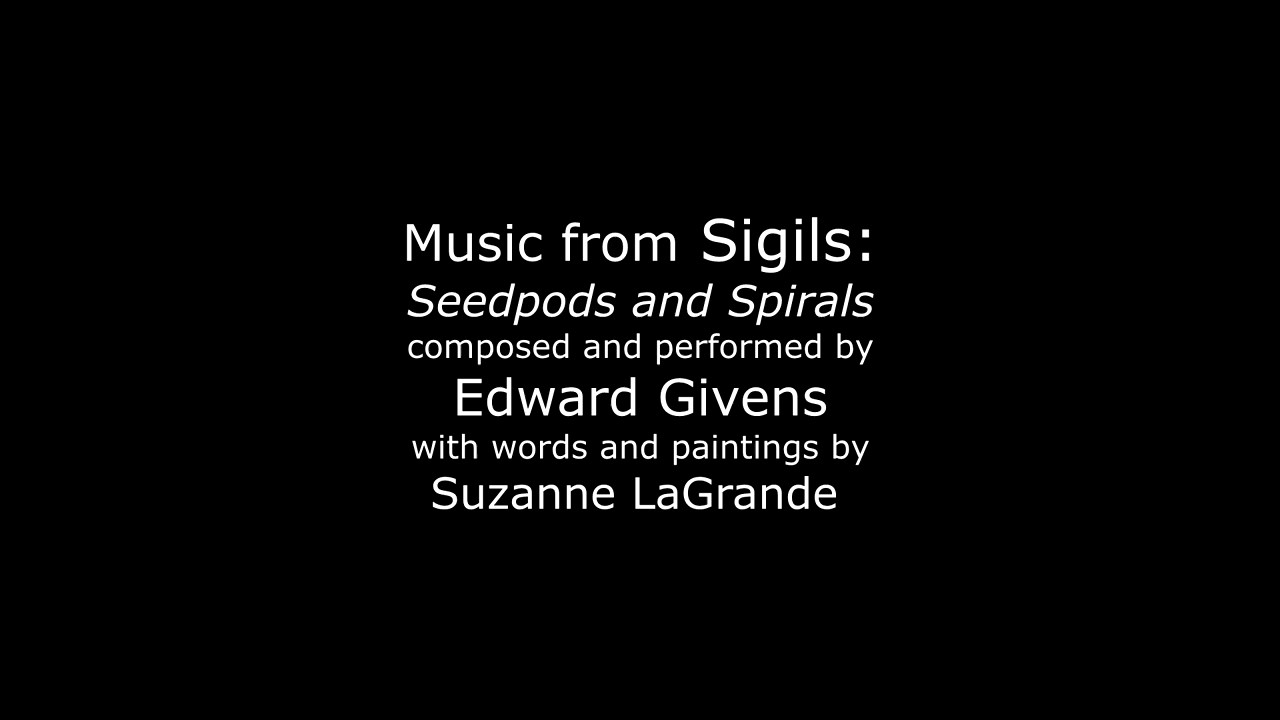 Music from Sigils:
Seedpods and Spirals
composed and performed by
Edward Givens
with words and paintings by
Suzanne LaGrande